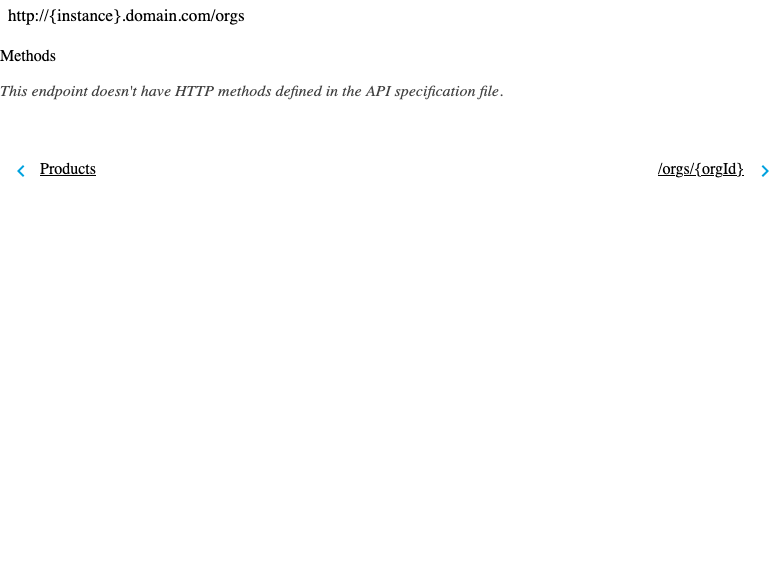 http://{instance}.domain.com/orgs
Methods
This endpoint doesn't have HTTP methods defined in the API specification file.
Products
/orgs/{orgId}